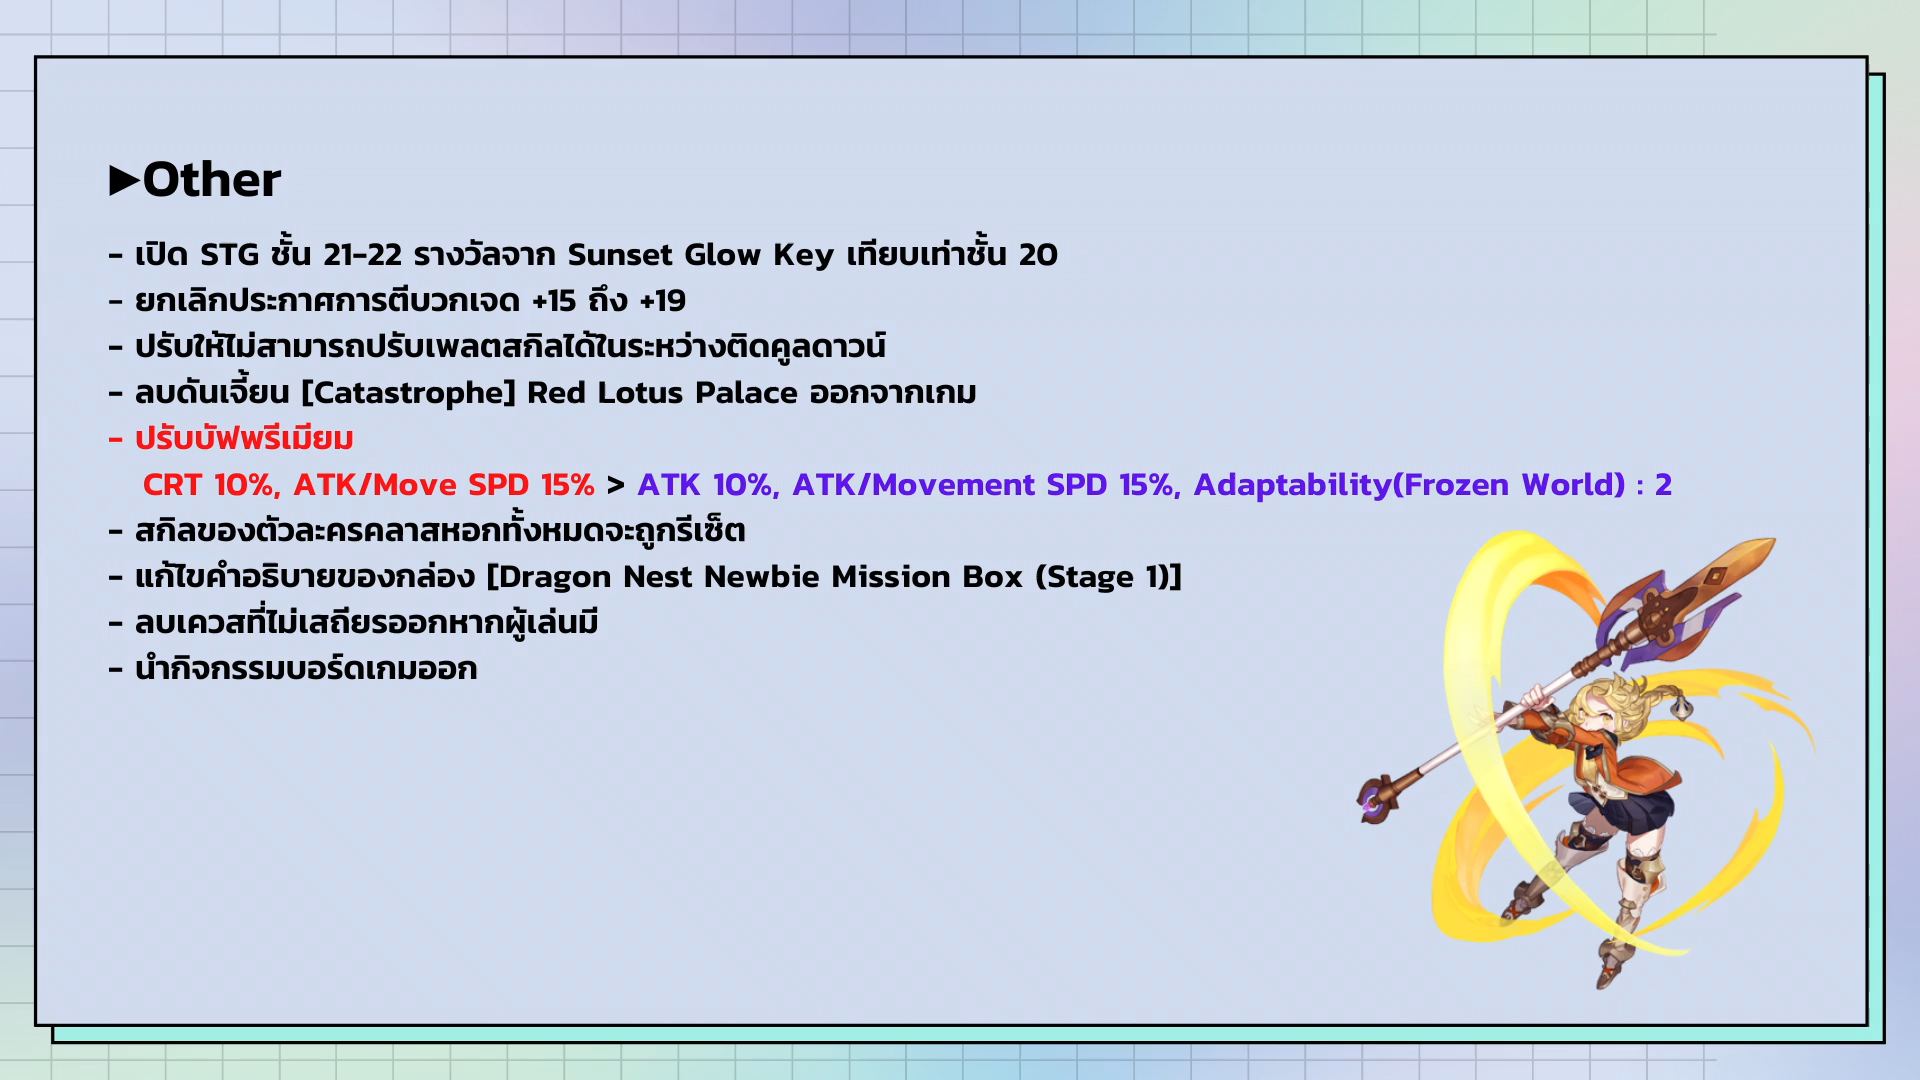 ►Other
- เปิด STG ชั้น 21-22 รางวัลจาก Sunset Glow Key เทียบเท่าชั้น 20
- ยกเลิกประกาศการตีบวกเจด +15 ถึง +19
- ปรับให้ไม่สามารถปรับเพลตสกิลได้ในระหว่างติดคูลดาวน์
- ลบดันเจี้ยน [Catastrophe] Red Lotus Palace ออกจากเกม
- ปรับบัฟพรีเมียม
CRT 10%, ATK/Move SPD 15% > ATK 10%, ATK/Movement SPD 15%, Adaptability(Frozen World) : 2
- สกิลของตัวละครคลาสหอกทั้งหมดจะถูกรีเซ็ต
- แก้ไขคำอธิบายของกล่อง [Dragon Nest Newbie Mission Box (Stage 1)]
- ลบเควสที่ไม่เสถียรออกหากผู้เล่นมี
- นำกิจกรรมบอร์ดเกมออก